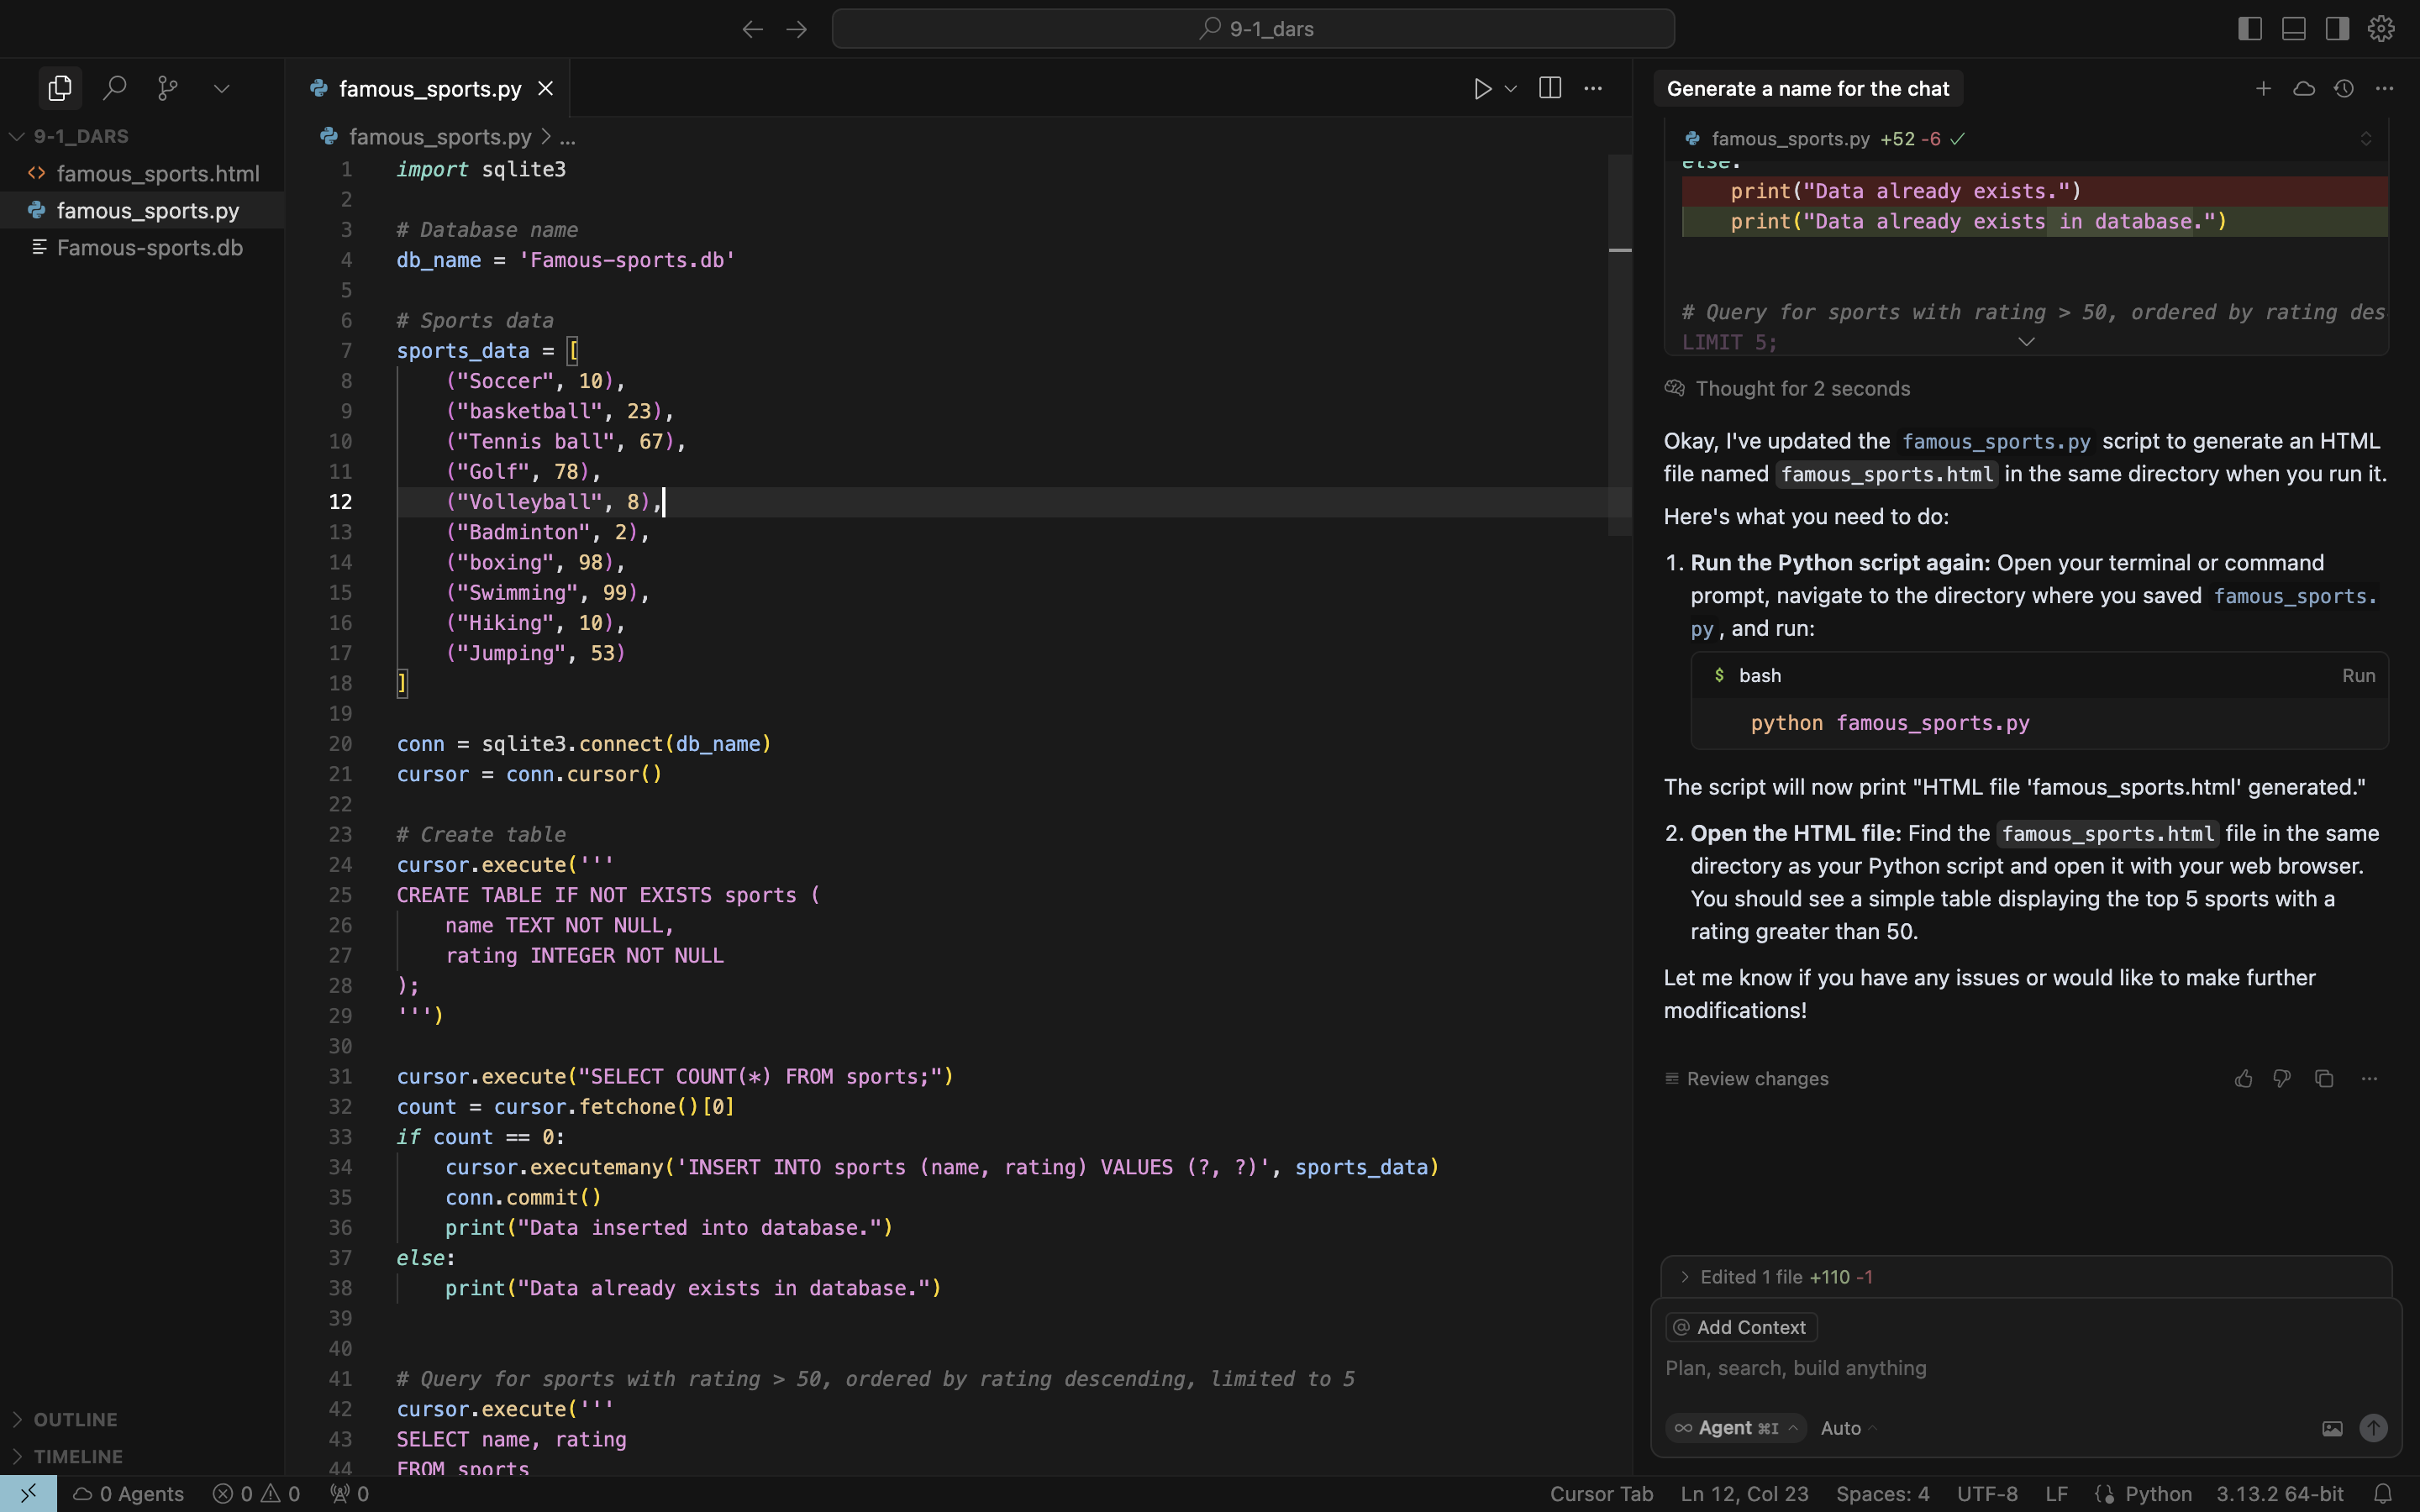 9-1_dars
famous_sports.py
Generate a name for the chat
9-1_DARS
famous_sports.html
famous_sports.py
Famous-sports.db
OUTLINE
TIMELINE
famous_sports.py > ...
1 import sqlite3
2
3 # Database name
4 db_name = 'Famous-sports.db'
5
6 # Sports data
7 sports_data = [
8 ("Soccer", 10),
9 ("basketball", 23),
10 ("Tennis ball", 67),
11 ("Golf", 78),
12 ("Volleyball", 8),
13 ("Badminton", 2),
14 ("boxing", 98),
15 ("Swimming", 99),
16 ("Hiking", 10),
17 ("Jumping", 53)
18 ]
19
20 conn = sqlite3.connect(db_name)
21 cursor = conn.cursor()
22
23 # Create table
24 cursor.execute('''
25 CREATE TABLE IF NOT EXISTS sports (
26 name TEXT NOT NULL,
27 rating INTEGER NOT NULL
28 );
29 ''')
30
31 cursor.execute("SELECT COUNT(*) FROM sports;")
32 count = cursor.fetchone()[0]
33 if count == 0:
34 cursor.executemany('INSERT INTO sports (name, rating) VALUES (?, ?)', sports_data)
35 conn.commit()
36 print("Data inserted into database.")
37 else:
38 print("Data already exists in database.")
39
40
41 # Query for sports with rating > 50, ordered by rating descending, limited to 5
42 cursor.execute('''
43 SELECT name, rating
44 FROM sports
famous_sports.py +52 -6
else:
print("Data already exists.")
print("Data already exists in database.")
# Query for sports with rating > 50, ordered by rating des
LIMIT 5;
Thought for 2 seconds
Okay, I've updated the famous_sports.py script to generate an HTML
file named famous_sports.html in the same directory when you run it.
Here's what you need to do:
1. Run the Python script again: Open your terminal or command
prompt, navigate to the directory where you saved famous_sports.
py , and run:
$ bash Run
python famous_sports.py
The script will now print "HTML file 'famous_sports.html' generated."
2. Open the HTML file: Find the famous_sports.html file in the same
directory as your Python script and open it with your web browser.
You should see a simple table displaying the top 5 sports with a
rating greater than 50.
Let me know if you have any issues or would like to make further
modifications!
Review changes
Edited 1 file +110 -1
@ Add Context
Plan, search, build anything
Agent ⌘I Auto
0 Agents 0 0 0 Cursor Tab Ln 12, Col 23 Spaces: 4 UTF-8 LF Python 3.13.2 64-bit